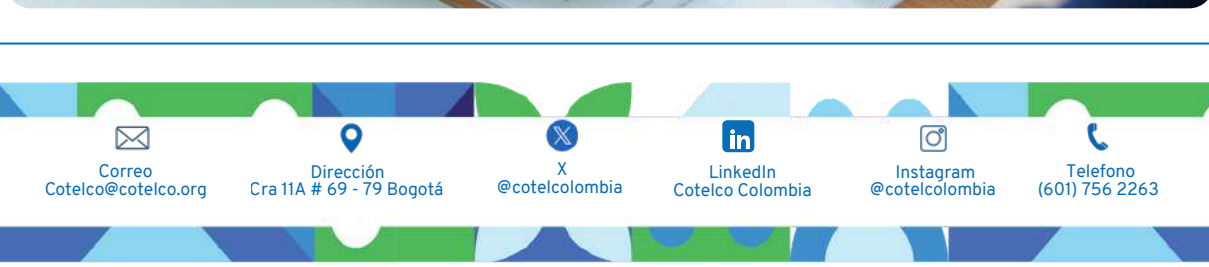 Correo
Cotelco@cotelco.org
Dirección
Cra 11A # 69 - 79 Bogotá
X
@cotelcolombia
in
LinkedIn
Cotelco Colombia
Instagram
@cotelcolombia
Telefono
(601) 756 2263